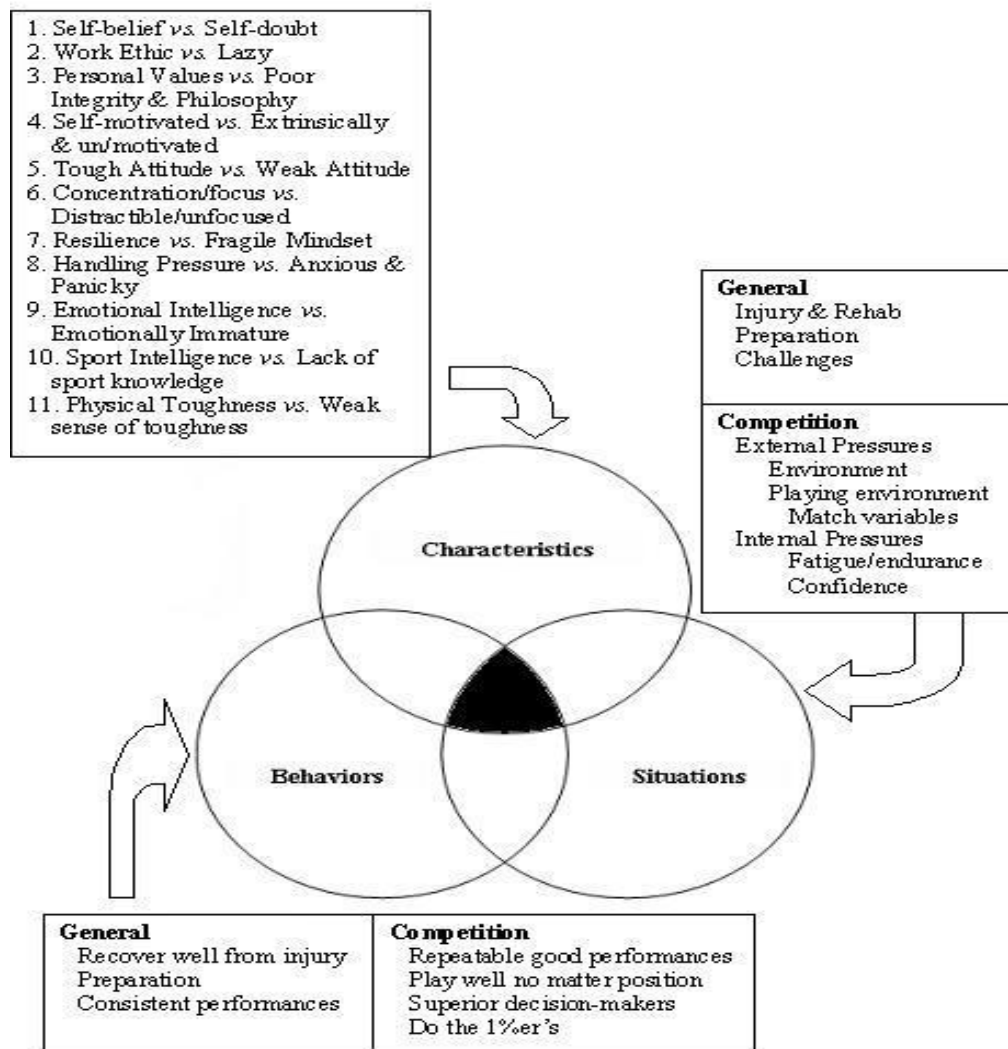 1. Self-belief vs. Self-doubt
2. Work Ethic vs. Lazy
3. Personal Values vs. Poor
Integrity & Philosophy
4. Self-motivated vs. Extrinsically
& un/motivated
5. Tough Attitude vs. Weak Attitude
6. Concentration/focus vs.
Distractible/unfocused
7. Resilience vs. Fragile Mindset
8. Handling Pressure vs. Anxious &
Panicky
9. Emotional Intelligence vs.
Emotionally Immature
10. Sport Intelligence vs. Lack of
sport knowledge
11. Physical Toughness vs. Weak
sense of toughness
General
Injury & Rehab
Preparation
Challenges
Competition
External Pressures
Environment
Playing environment
Match variables
Internal Pressures
Fatigue/endurance
Confidence
Characteristics
Behaviors
Situations
General
Recover well from injury
Preparation
Consistent performances
Competition
Repeatable good performances
Play well no matter position
Superior decision-makers
Do the 1%er's